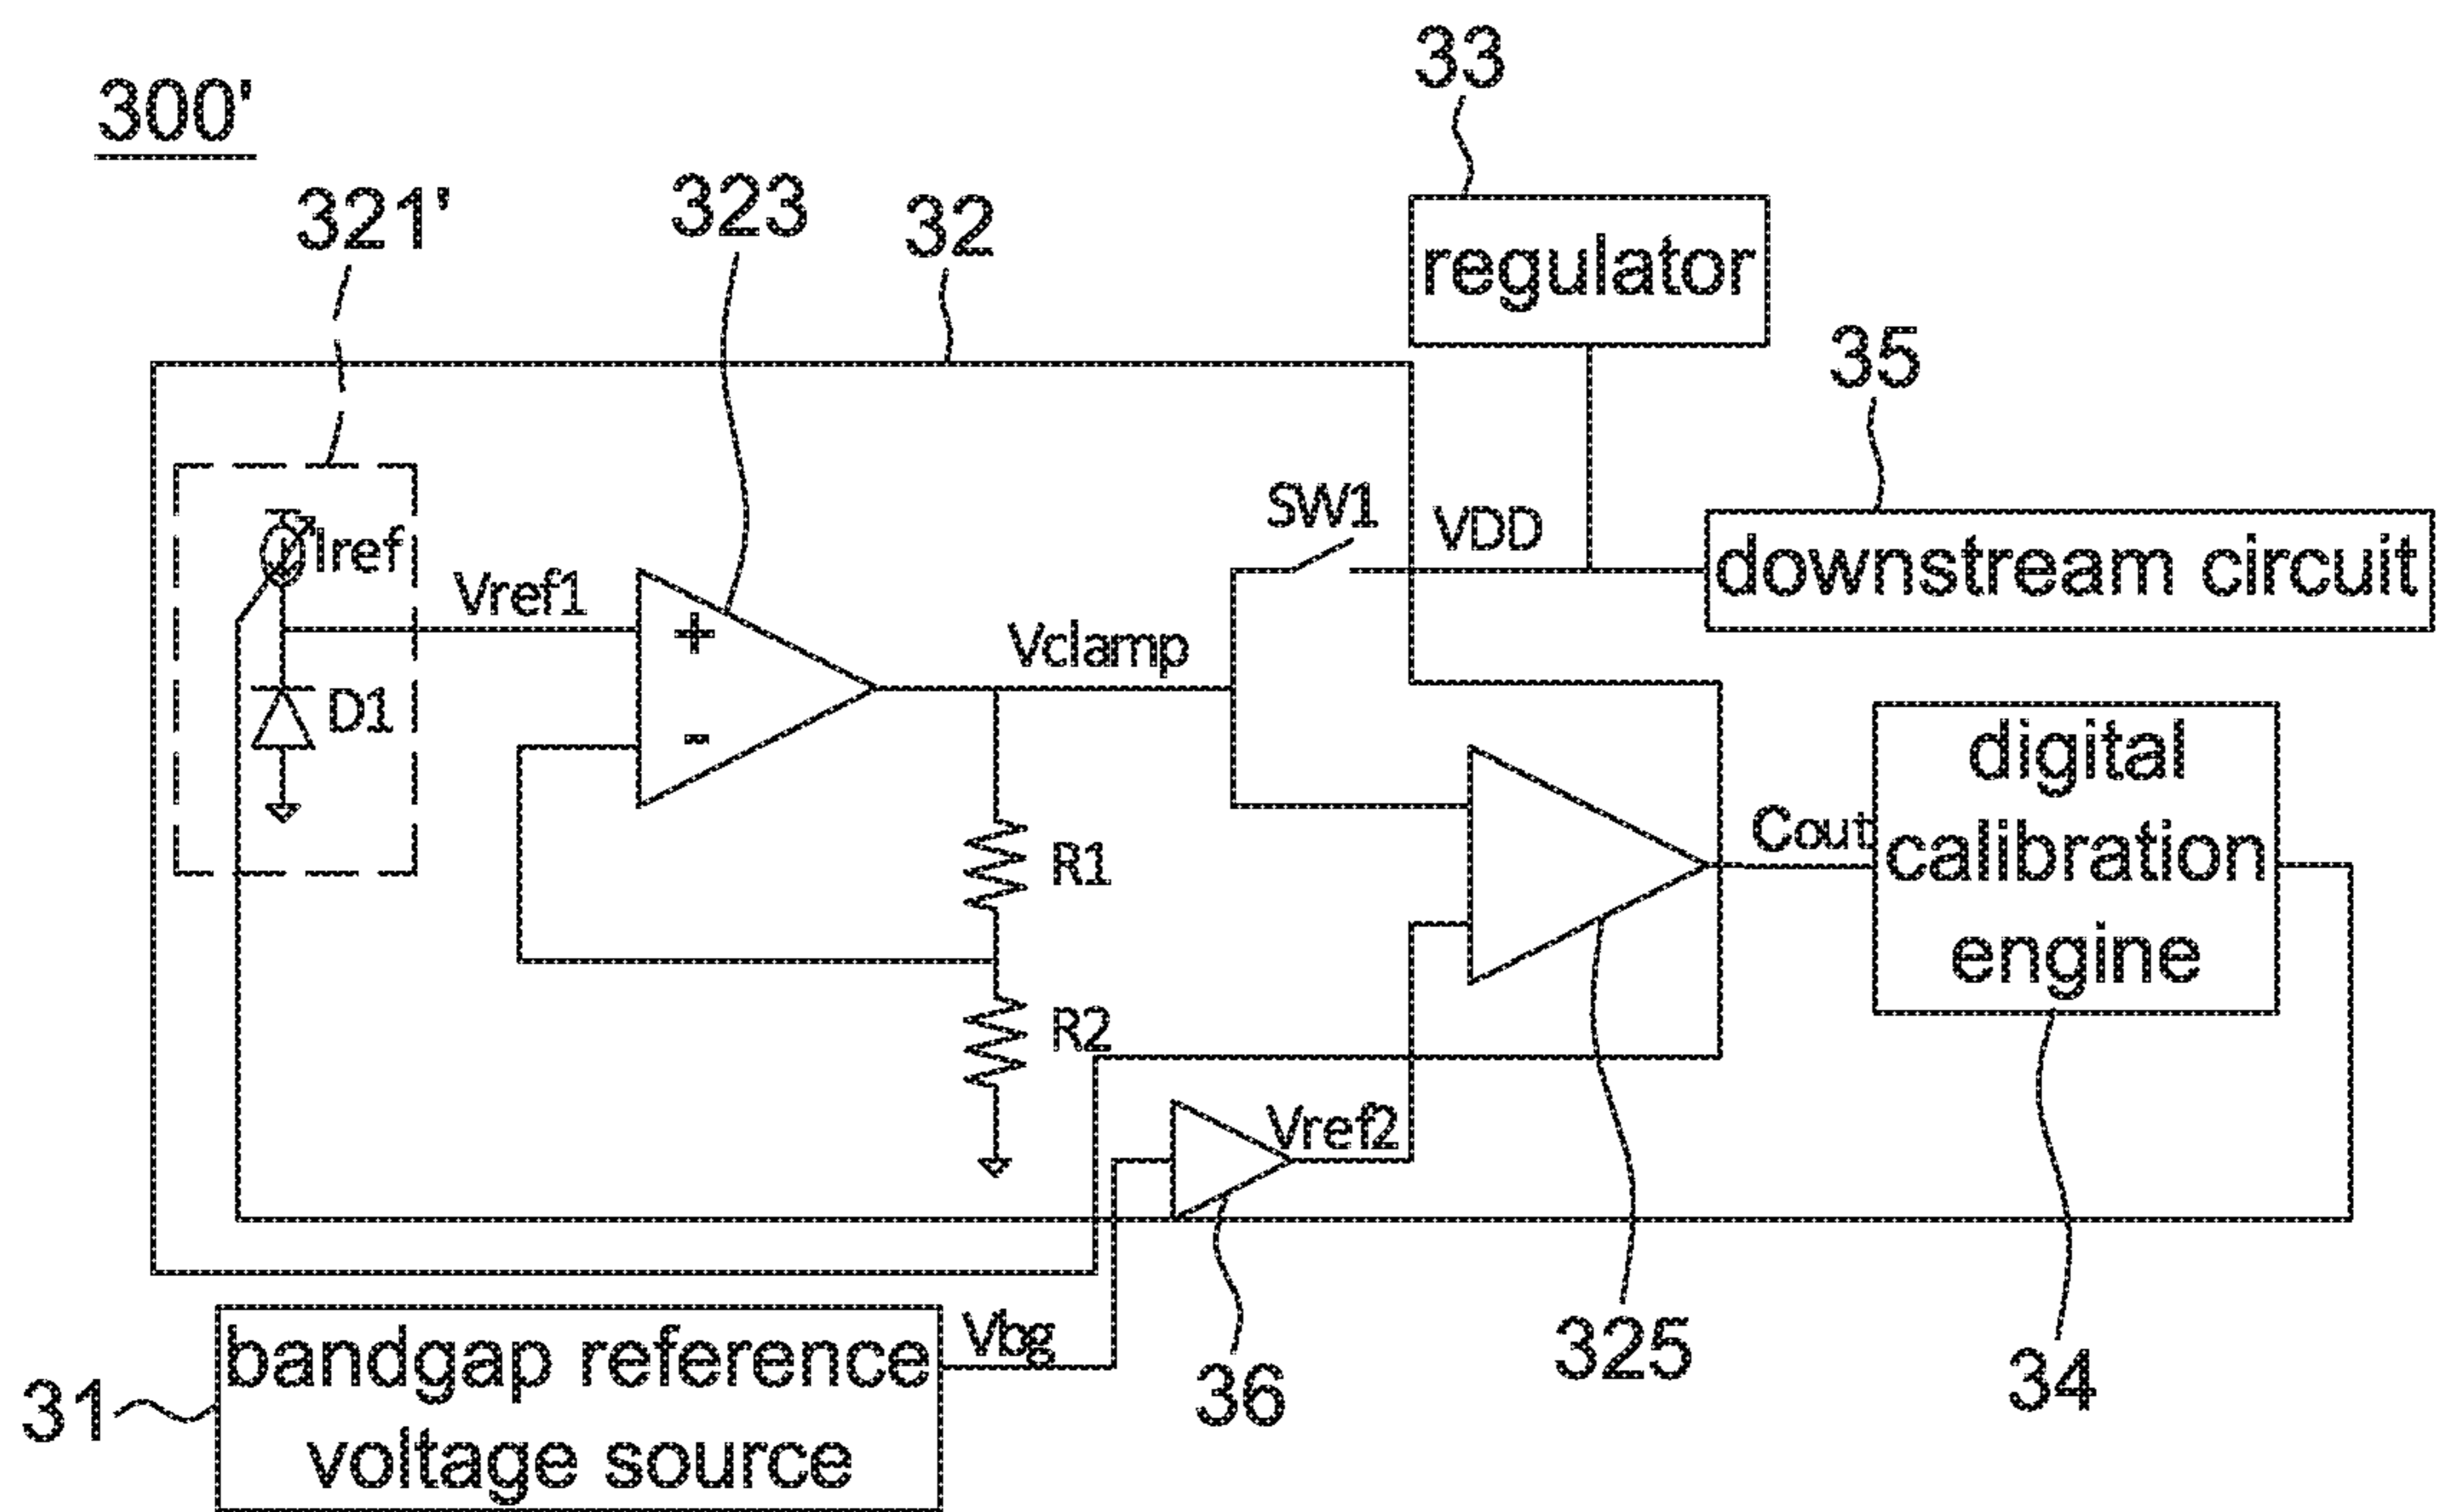 33
300'
321'
323
32
regulator
35
Iref
SW1
VDD
downstream circuit
Vref1
+
Vclamp
D1
-
digital
calibration
engine
Cout
R1
R2
Vref2
bandgap reference
voltage source
Vbg
31
36
325
34